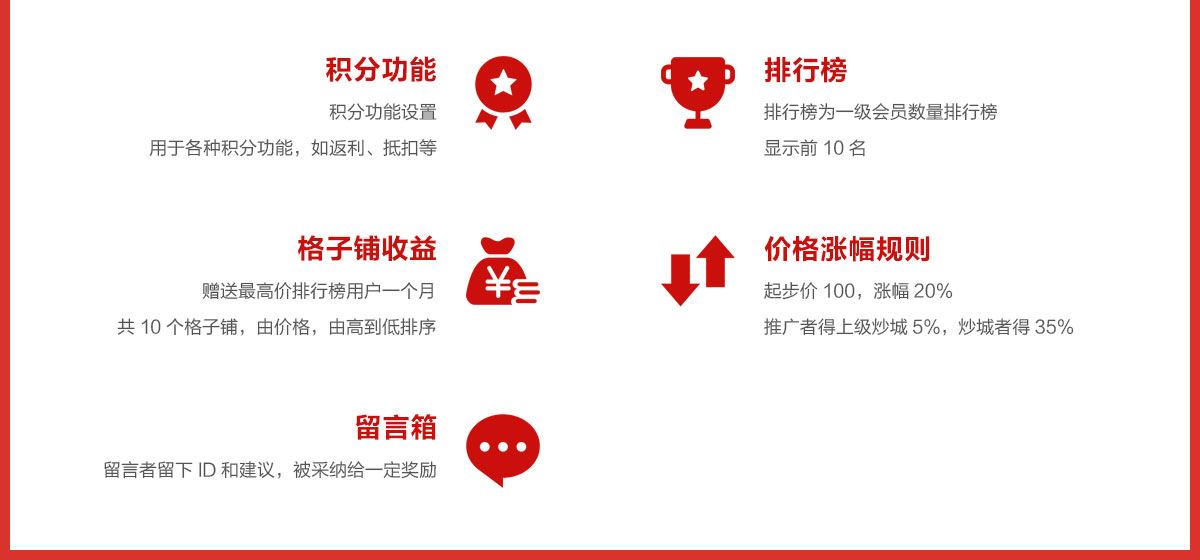 积分功能
积分功能设置
用于各种积分功能，如返利、抵扣等
排行榜
排行榜为一级会员数量排行榜
显示前 10 名
格子铺收益
赠送最高价排行榜用户一个月
共 10 个格子铺，由价格，由高到低排序
价格涨幅规则
起步价 100，涨幅 20%
推广者得上级炒城 5%，炒城者得 35%
留言箱
留言者留下 ID 和建议，被采纳给一定奖励